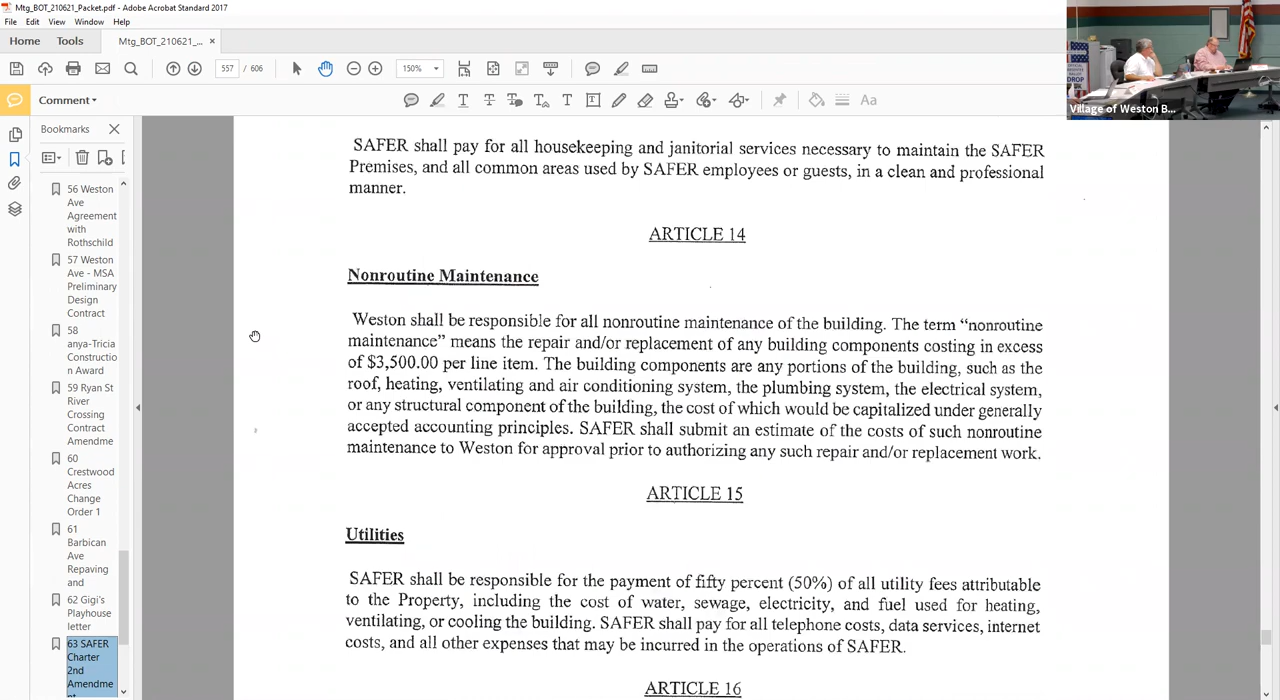 Mtg_BOT_210621_Packet.pdf - Adobe Acrobat Standard 2017
File Edit View Window Help
Home Tools Mtg_BOT_210621_... ×
557 / 606 150%
Comment
Aa
Bookmarks
56 Weston
Ave
Agreement
with
Rothschild
57 Weston
Ave - MSA
Preliminary
Design
Contract
58
anya-Tricia
Constructio
n Award
59 Ryan St
River
Crossing
Contract
Amendme
60
Crestwood
Acres
Change
Order 1
61
Barbican
Ave
Repaving
and
62 Gigi's
Playhouse
letter
63 SAFER
Charter
2nd
Amendme
nt
SAFER shall pay for all housekeeping and janitorial services necessary to maintain the SAFER
Premises, and all common areas used by SAFER employees or guests, in a clean and professional
manner.
ARTICLE 14
Nonroutine Maintenance
Weston shall be responsible for all nonroutine maintenance of the building. The term “nonroutine
maintenance” means the repair and/or replacement of any building components costing in excess
of $3,500.00 per line item. The building components are any portions of the building, such as the
roof, heating, ventilating and air conditioning system, the plumbing system, the electrical system,
or any structural component of the building, the cost of which would be capitalized under generally
accepted accounting principles. SAFER shall submit an estimate of the costs of such nonroutine
maintenance to Weston for approval prior to authorizing any such repair and/or replacement work.
ARTICLE 15
Utilities
SAFER shall be responsible for the payment of fifty percent (50%) of all utility fees attributable
to the Property, including the cost of water, sewage, electricity, and fuel used for heating,
ventilating, or cooling the building. SAFER shall pay for all telephone costs, data services, internet
costs, and all other expenses that may be incurred in the operations of SAFER.
ARTICLE 16
DROP
Village of Weston B...